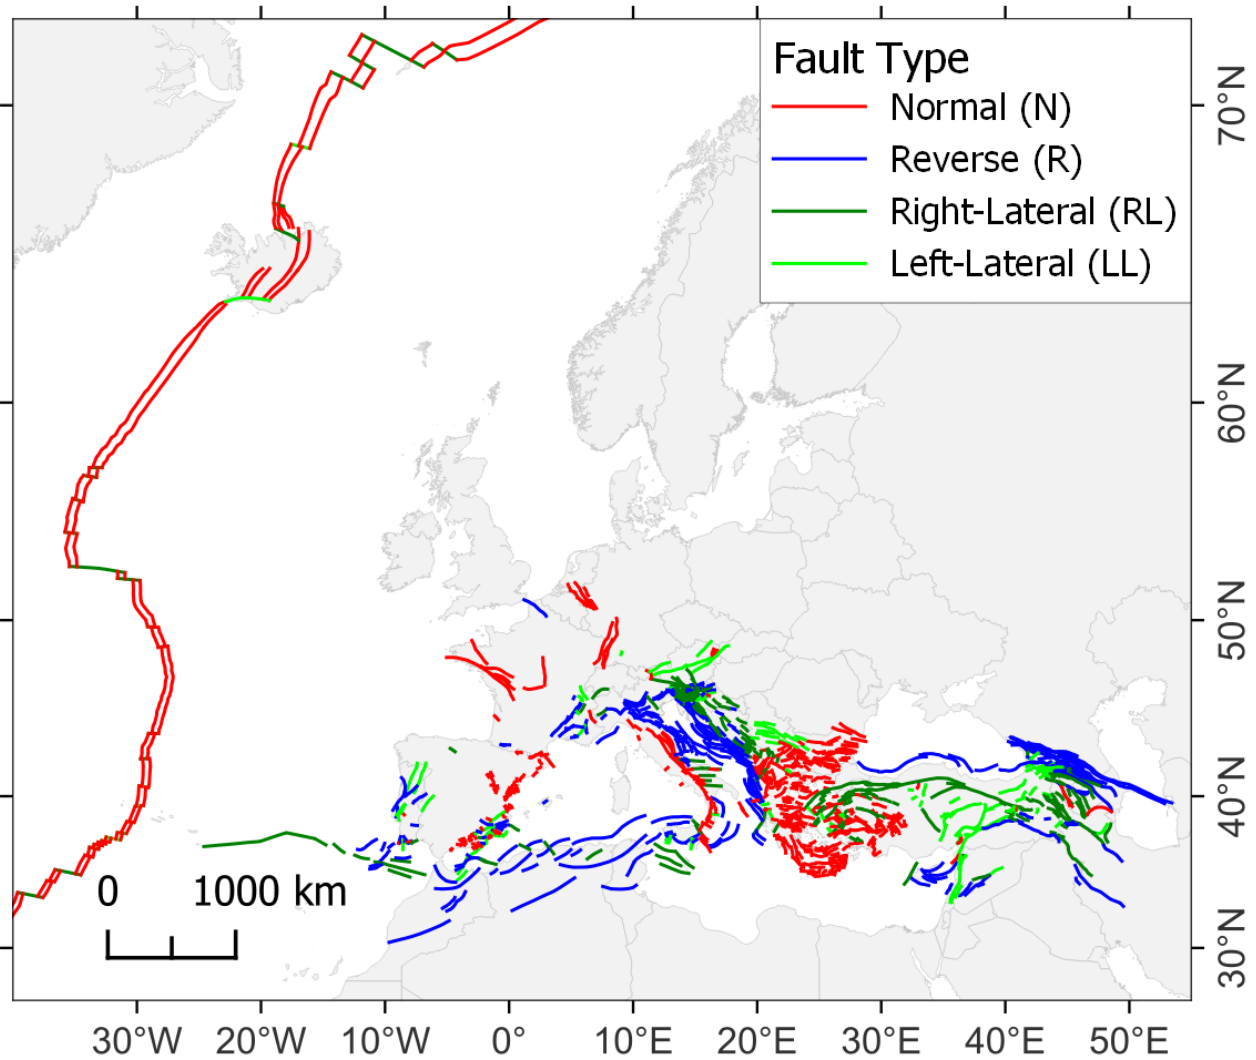 Fault Type
Normal (N)
Reverse (R)
Right-Lateral (RL)
Left-Lateral (LL)
70°N
60°N
50°N
40°N
30°N
0 1000 km
30°W 20°W 10°W 0° 10°E 20°E 30°E 40°E 50°E